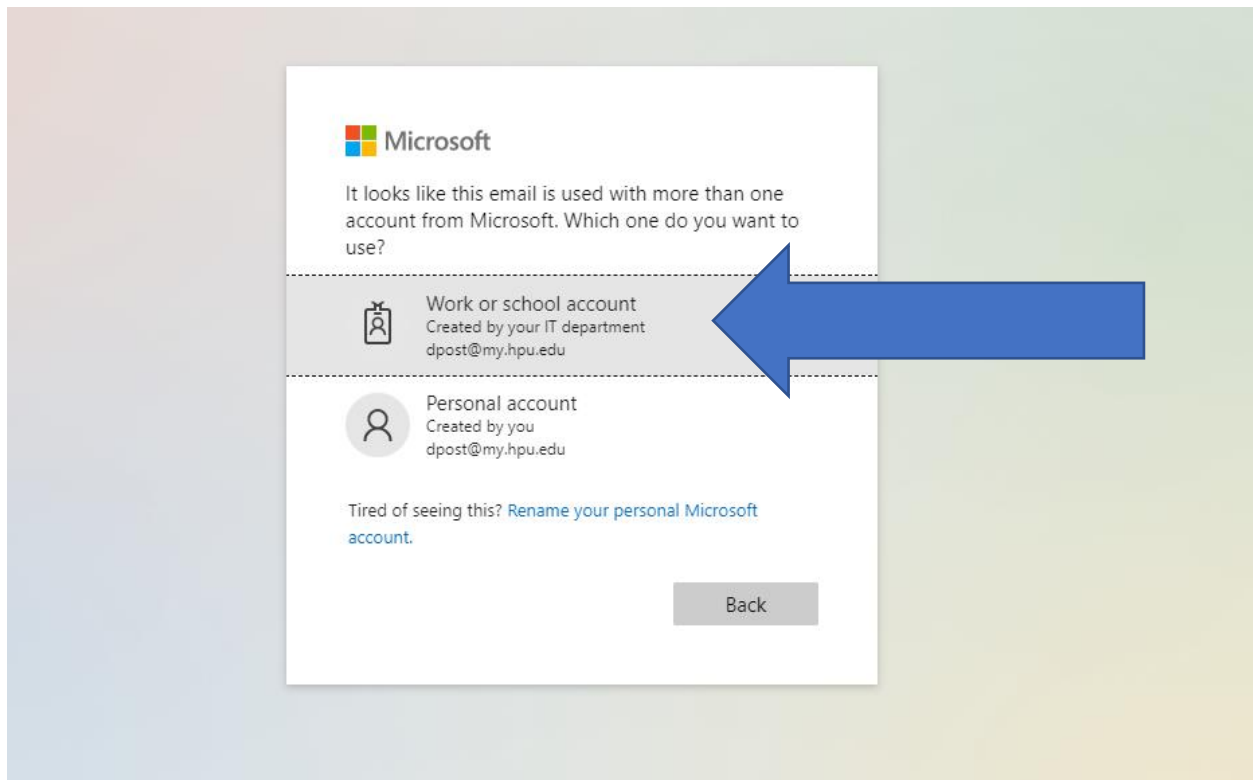 Microsoft
It looks like this email is used with more than one
account from Microsoft. Which one do you want to
use?
Work or school account
Created by your IT department
dpost@my.hpu.edu
Personal account
Created by you
dpost@my.hpu.edu
Tired of seeing this? Rename your personal Microsoft
account.
Back